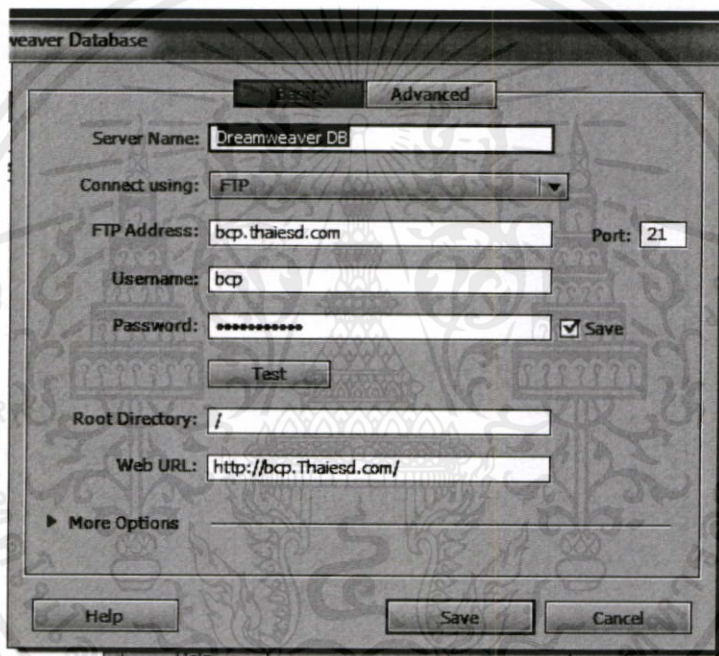 weaver Database
Basic Advanced
Server Name: Dreamweaver DB
Connect using: FTP
FTP Address: bcp.thaiesd.com Port: 21
Username: bcp
Password: ••••••••••• Save
Test
Root Directory: /
Web URL: http://bcp.Thaiesd.com/
More Options
Help Save Cancel